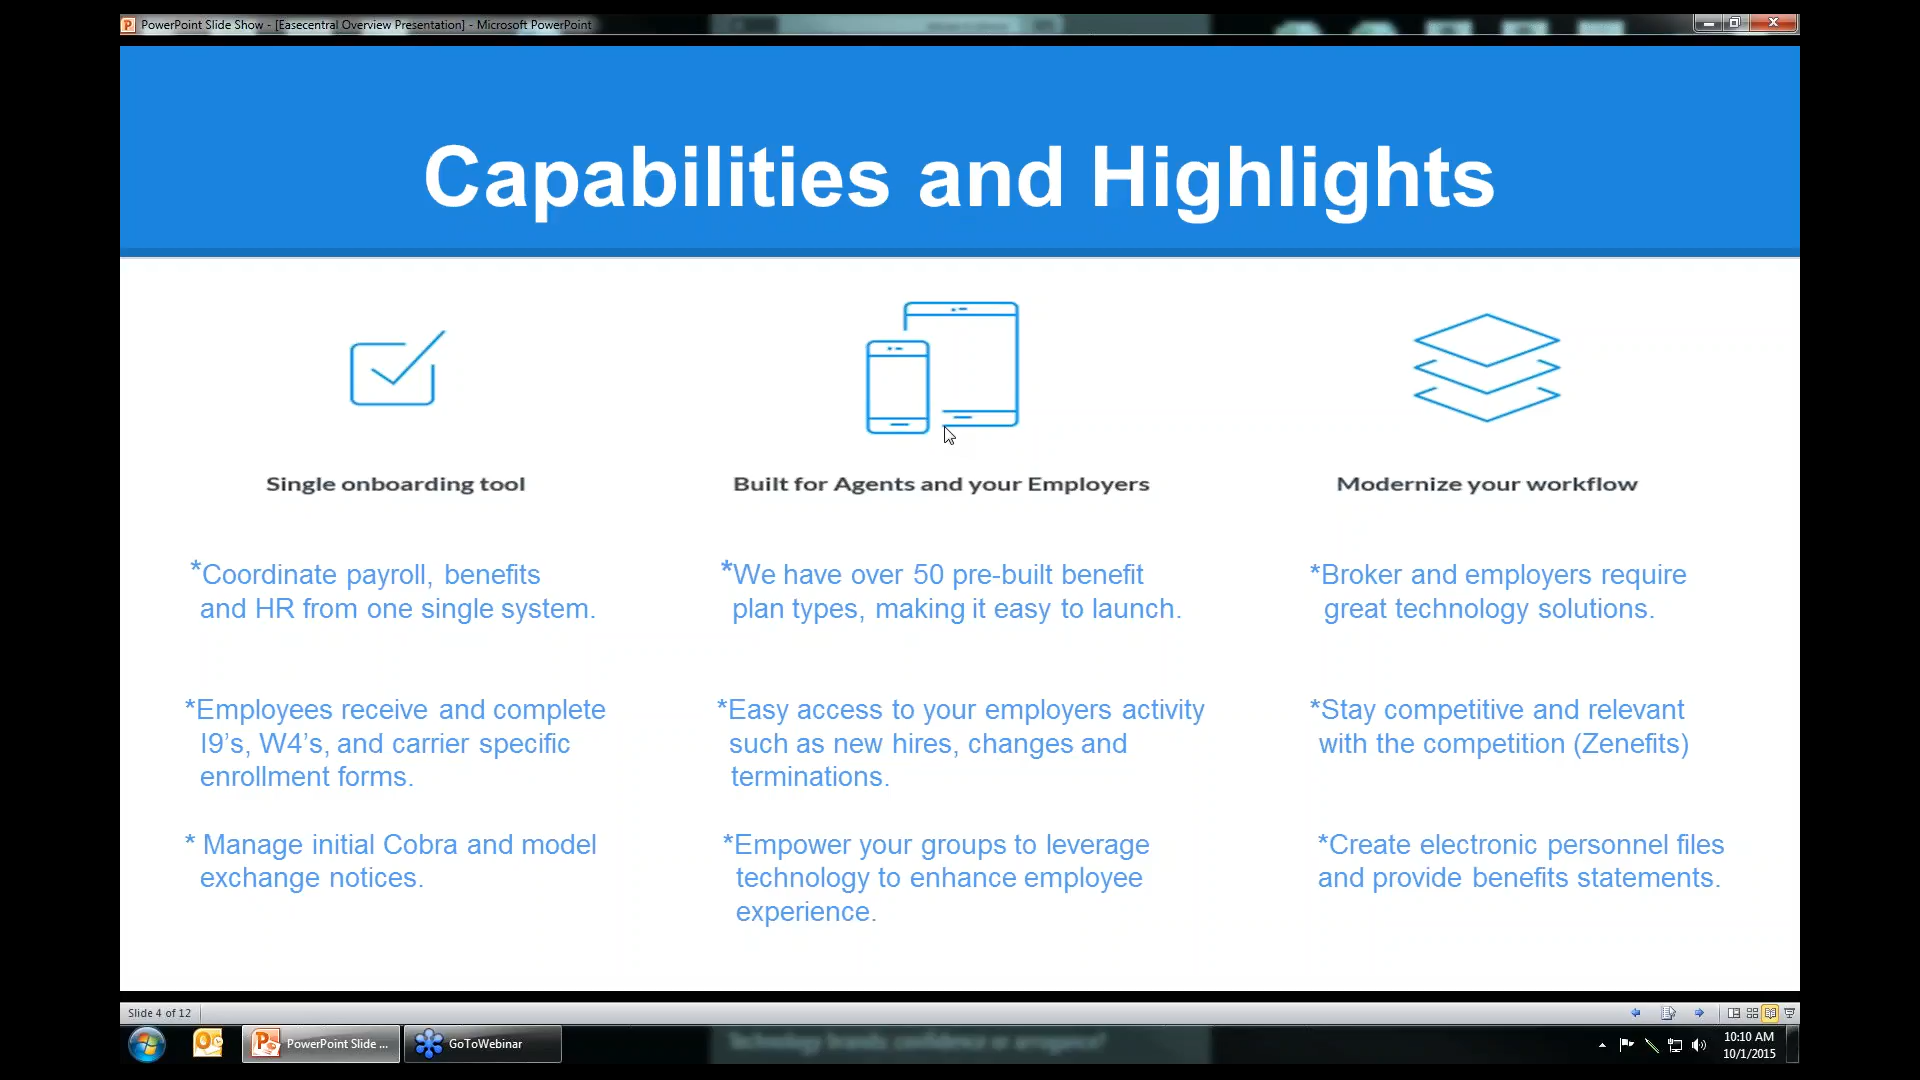 PowerPoint Slide Show - [Easecentral Overview Presentation] - Microsoft PowerPoint
Capabilities and Highlights
Single onboarding tool
*Coordinate payroll, benefits
and HR from one single system.
*Employees receive and complete
I9’s, W4’s, and carrier specific
enrollment forms.
* Manage initial Cobra and model
exchange notices.
Built for Agents and your Employers
*We have over 50 pre-built benefit
plan types, making it easy to launch.
*Easy access to your employers activity
such as new hires, changes and
terminations.
*Empower your groups to leverage
technology to enhance employee
experience.
Modernize your workflow
*Broker and employers require
great technology solutions.
*Stay competitive and relevant
with the competition (Zenefits)
*Create electronic personnel files
and provide benefits statements.
Slide 4 of 12
PowerPoint Slide ...
GoToWebinar
Technology brands confidence or arrogance?
10:10 AM
10/1/2015